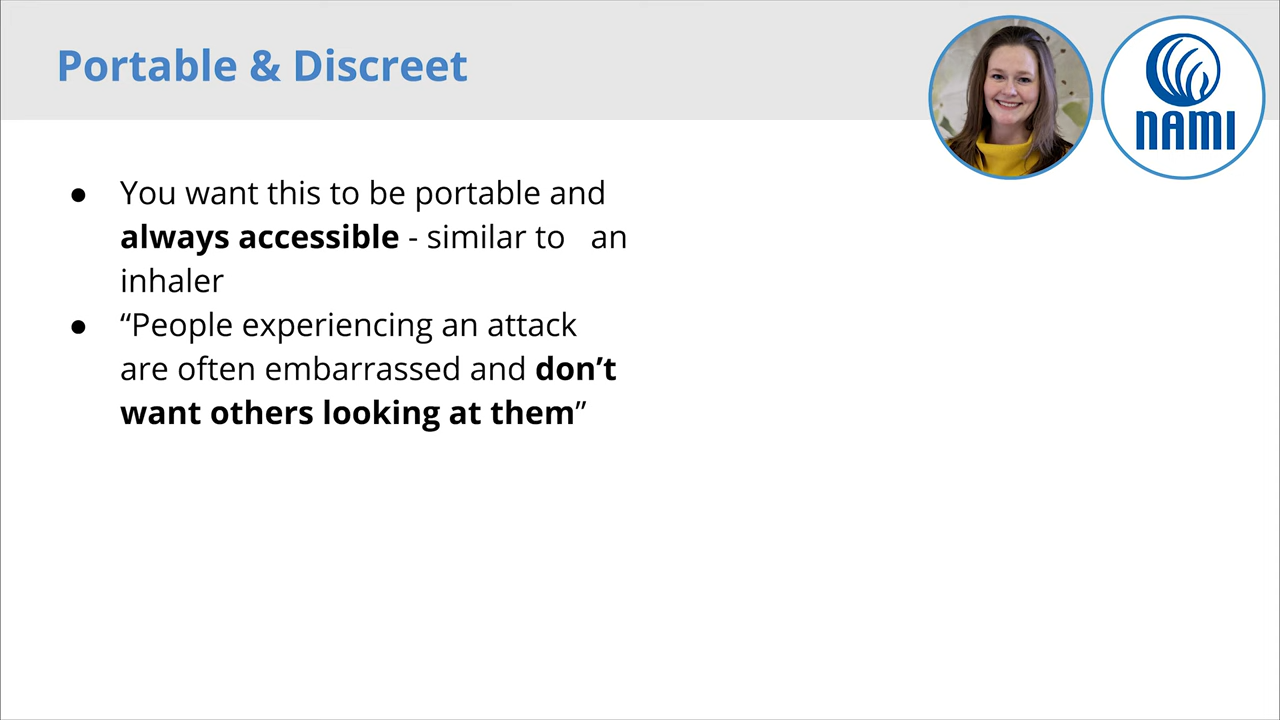 Portable & Discreet
NAMI
● You want this to be portable and
always accessible - similar to an
inhaler
● “People experiencing an attack
are often embarrassed and don’t
want others looking at them”